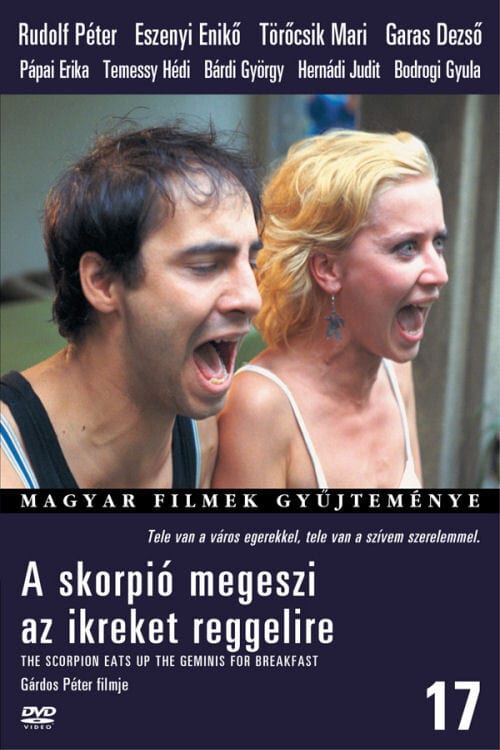 Rudolf Péter Eszenyi Enikő Törőcsik Mari Garas Dezső
Pápai Erika Temessy Hédi Bárdi György Hernádi Judit Bodrogi Gyula
MAGYAR FILMEK GYŰJTEMÉNYE
Tele van a város egerekkel, tele van a szívem szerelemmel.
A skorpió megeszi
az ikreket reggelire
THE SCORPION EATS UP THE GEMINIS FOR BREAKFAST
Gárdos Péter filmje
17
DVD
VIDEO